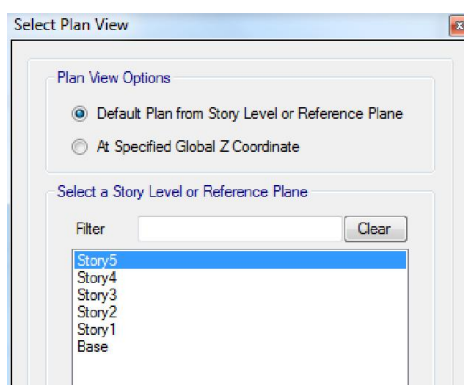 Select Plan View
Plan View Options
Default Plan from Story Level or Reference Plane
At Specified Global Z Coordinate
Select a Story Level or Reference Plane
Filter Clear
Story5
Story4
Story3
Story2
Story1
Base